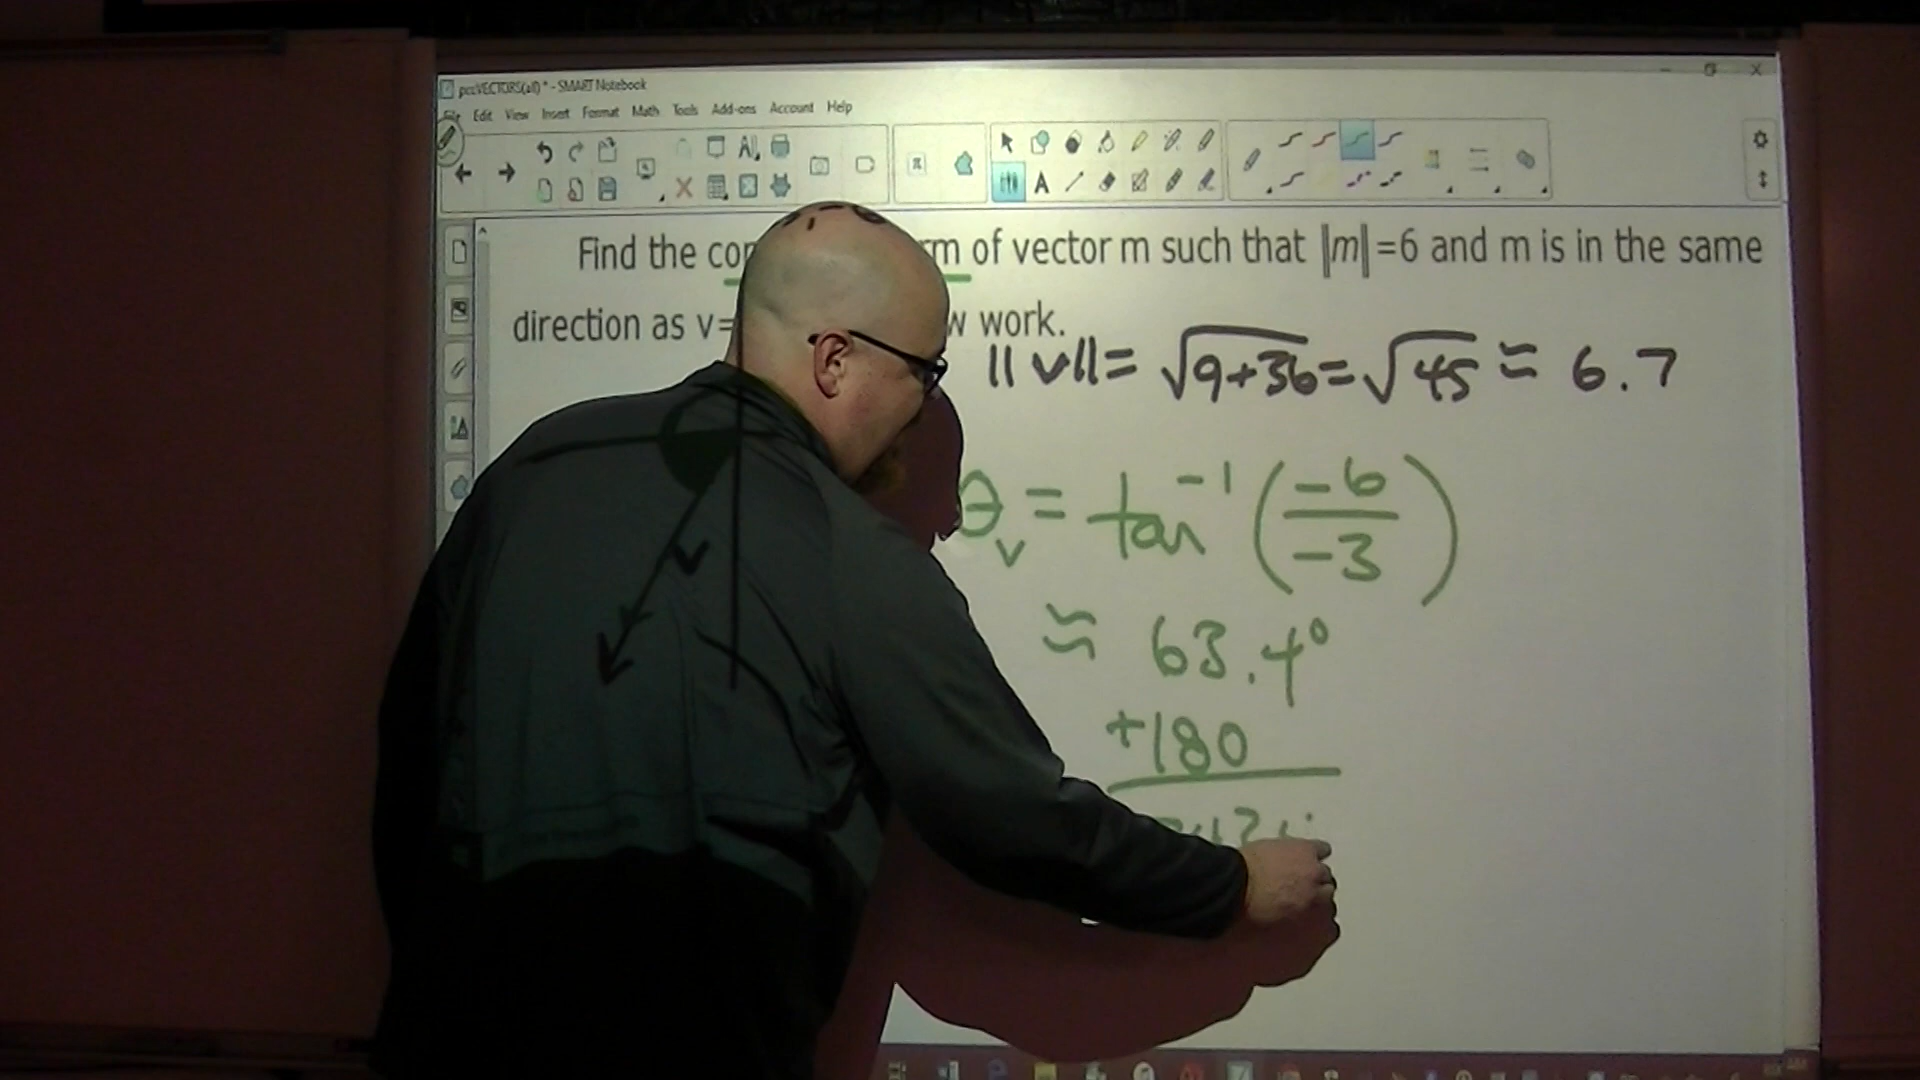 pccVECTORS(all) * - SMART Notebook
Edit View Insert Format Math Tools Add-ons Account Help
Find the of vector m such that |m|=6 and m is in the same
direction as v= work.
||v||= √9+36 = √45 ≈ 6.7
θv = tan⁻¹(-6/-3)
≈ 63.4°
+180
v